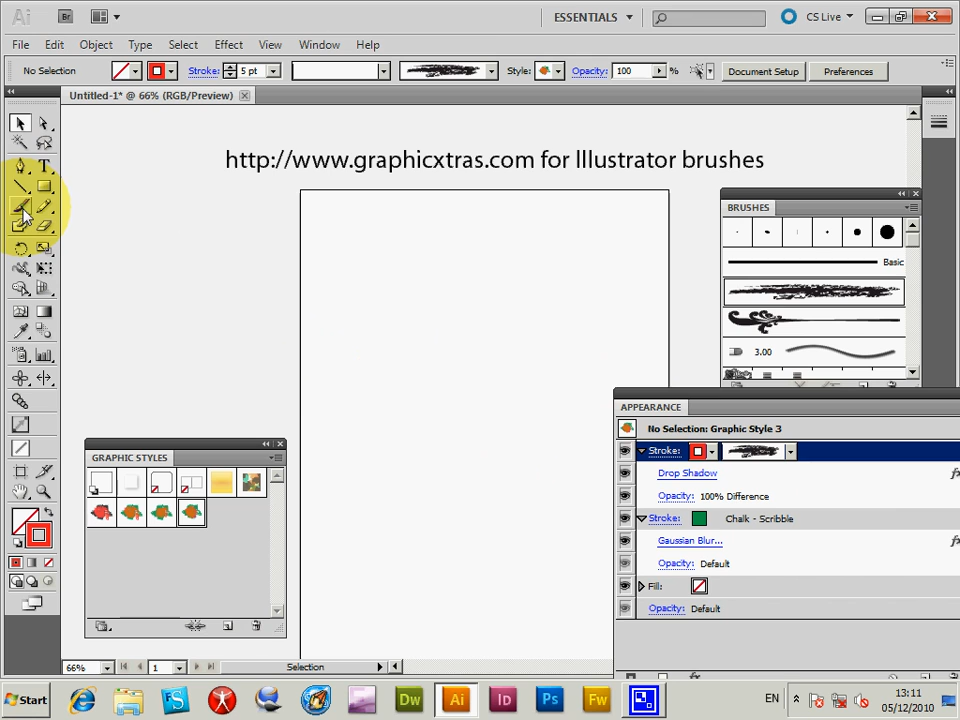 Ai
Br
ESSENTIALS
CS Live
File Edit Object Type Select Effect View Window Help
No Selection
Stroke:
5 pt
Style:
Opacity:
100
%
Document Setup
Preferences
Untitled-1* @ 66% (RGB/Preview)
http://www.graphicxtras.com for Illustrator brushes
BRUSHES
Basic
3.00
APPEARANCE
No Selection: Graphic Style 3
Stroke:
Drop Shadow
fx
Opacity: 100% Difference
Stroke: Chalk - Scribble
Gaussian Blur...
fx
Opacity: Default
Fill:
Opacity: Default
GRAPHIC STYLES
T
66%
1
Selection
Start
Dw
Ai
Id
Ps
Fw
EN
13:11
05/12/2010